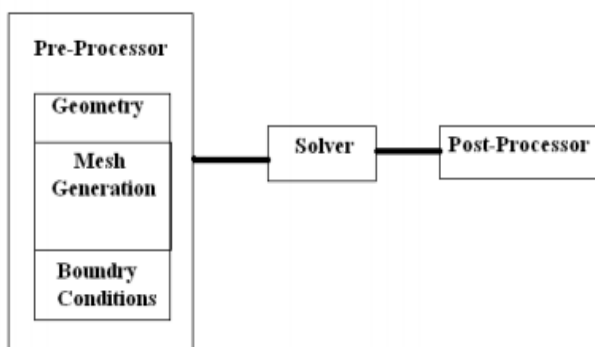 Pre-Processor
Geometry
Mesh
Generation
Boundry
Conditions
Solver
Post-Processor